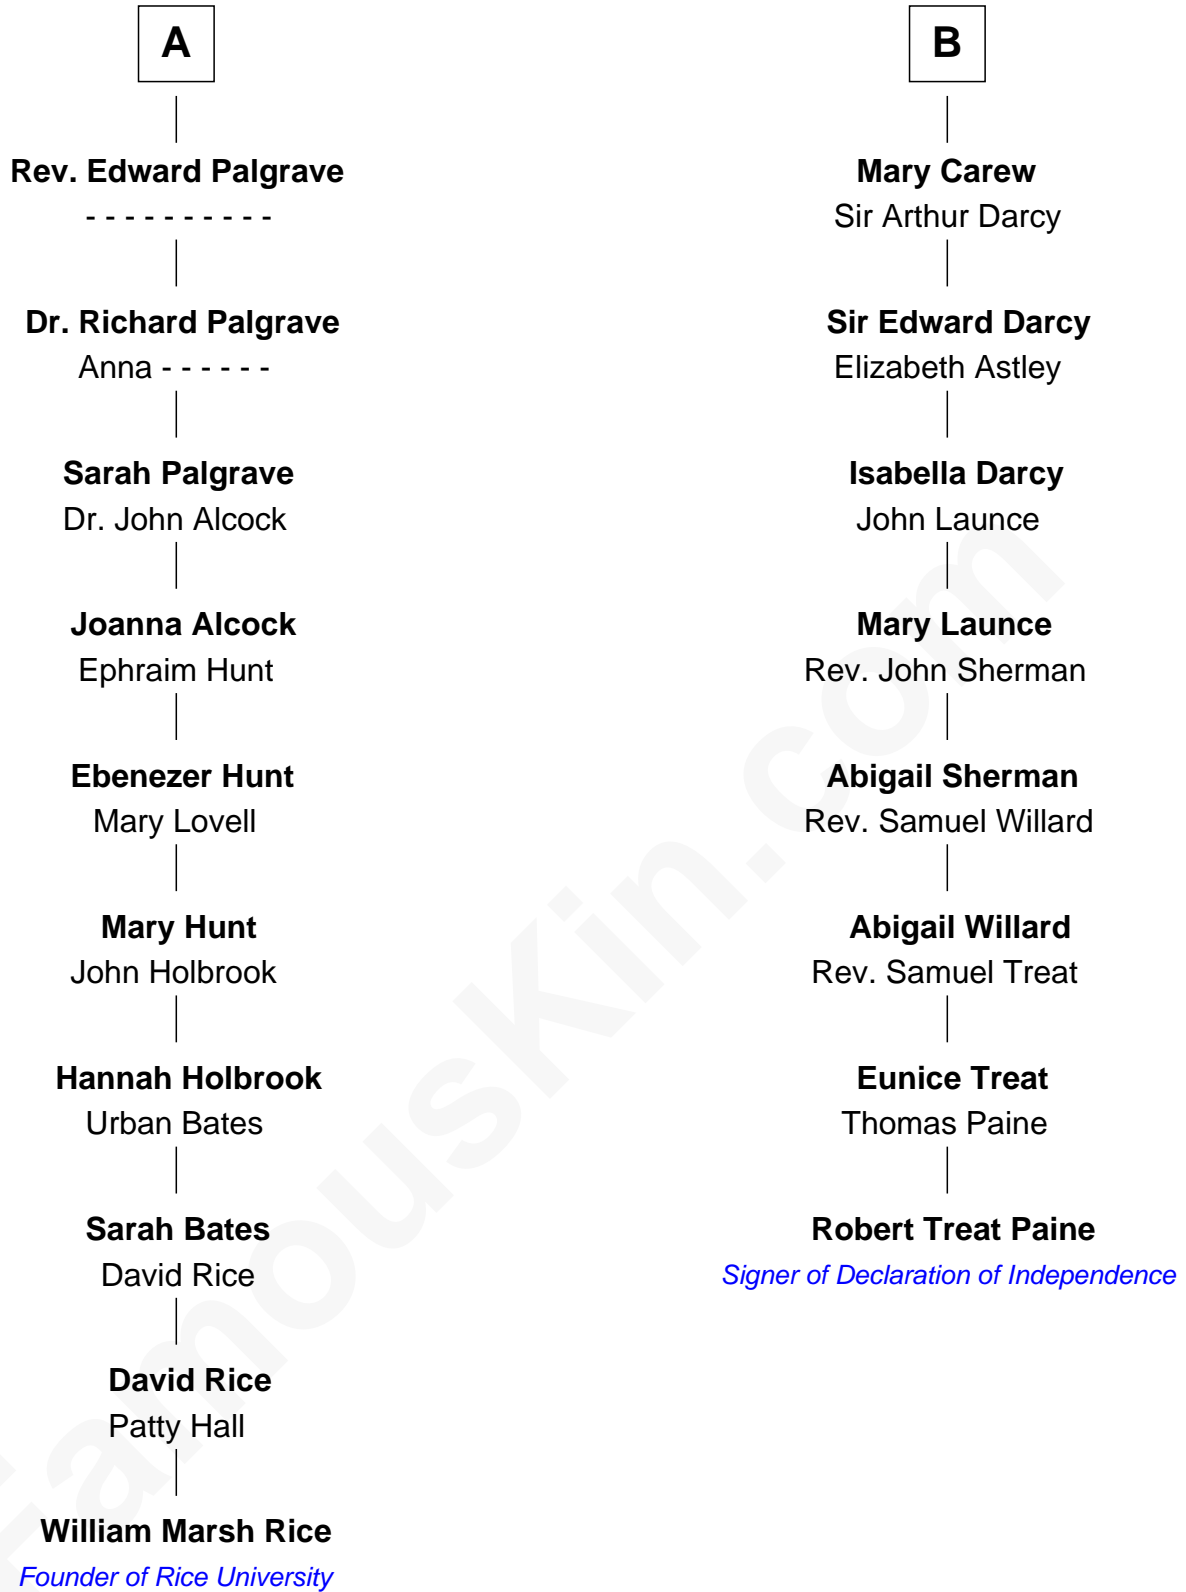 A
Rev. Edward Palgrave
- - - - - - - - - -
Dr. Richard Palgrave
Anna - - - - - -
Sarah Palgrave
Dr. John Alcock
Joanna Alcock
Ephraim Hunt
Ebenezer Hunt
Mary Lovell
Mary Hunt
John Holbrook
Hannah Holbrook
Urban Bates
Sarah Bates
David Rice
David Rice
Patty Hall
William Marsh Rice
Founder of Rice University
B
Mary Carew
Sir Arthur Darcy
Sir Edward Darcy
Elizabeth Astley
Isabella Darcy
John Launce
Mary Launce
Rev. John Sherman
Abigail Sherman
Rev. Samuel Willard
Abigail Willard
Rev. Samuel Treat
Eunice Treat
Thomas Paine
Robert Treat Paine
Signer of Declaration of Independence
FamousKin.com